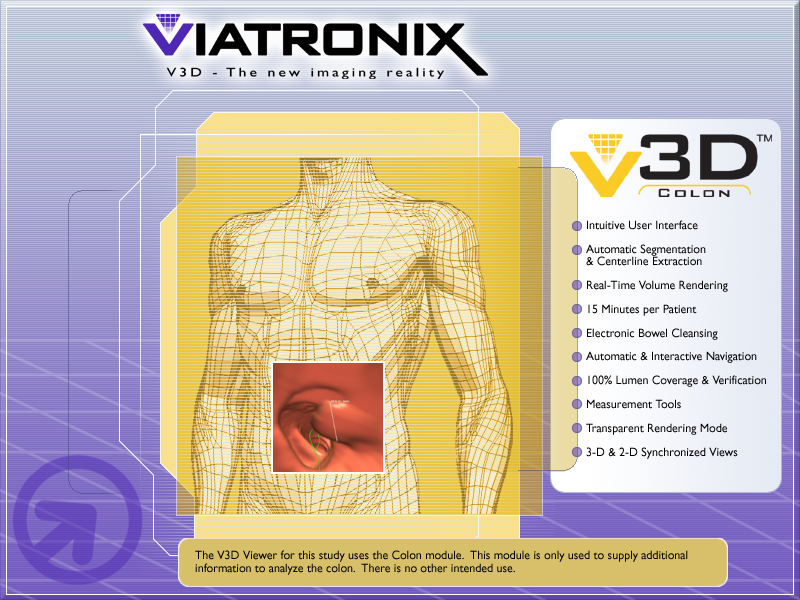 VIATRONIX
V3D - The new imaging reality
V3D™
COLON
Intuitive User Interface
Automatic Segmentation
& Centerline Extraction
Real-Time Volume Rendering
15 Minutes per Patient
Electronic Bowel Cleansing
Automatic & Interactive Navigation
100% Lumen Coverage & Verification
Measurement Tools
Transparent Rendering Mode
3-D & 2-D Synchronized Views
The V3D Viewer for this study uses the Colon module.  This module is only used to supply additional
information to analyze the colon.  There is no other intended use.